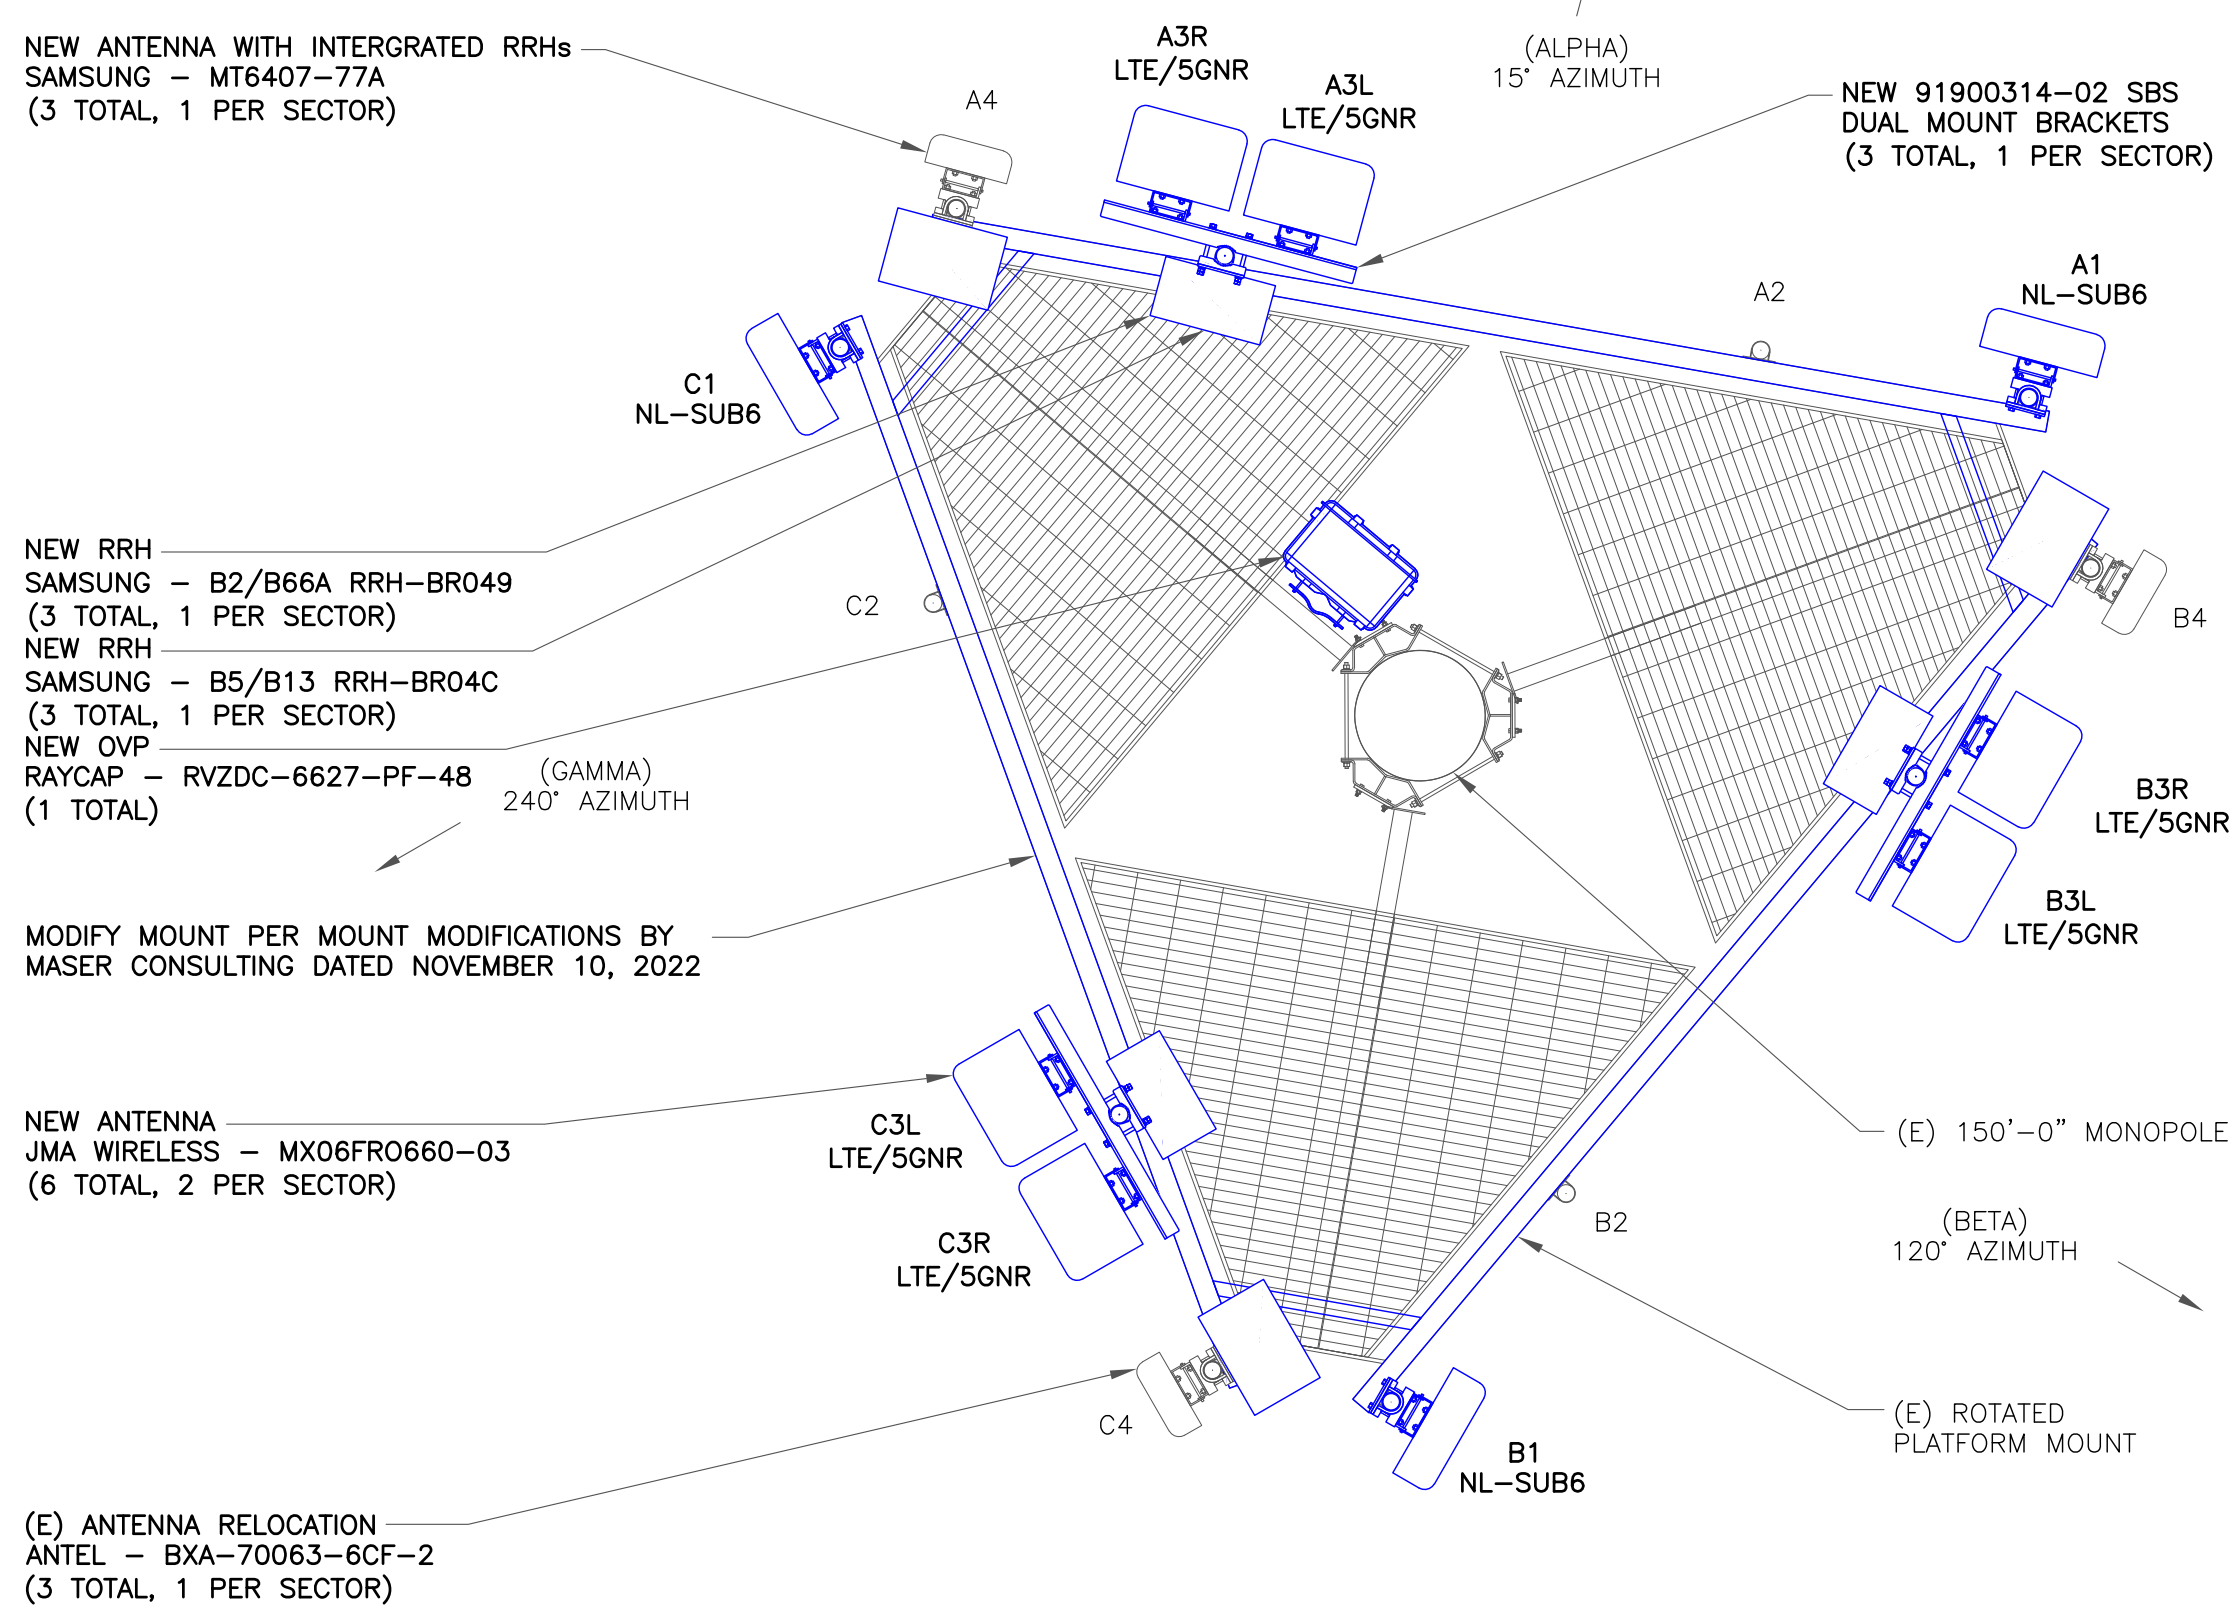 NEW ANTENNA WITH INTERGRATED RRHs
SAMSUNG – MT6407–77A
(3 TOTAL, 1 PER SECTOR)
A4
A3R
LTE/5GNR
A3L
LTE/5GNR
(ALPHA)
15° AZIMUTH
NEW 91900314–02 SBS
DUAL MOUNT BRACKETS
(3 TOTAL, 1 PER SECTOR)
A2
A1
NL–SUB6
C1
NL–SUB6
NEW RRH
SAMSUNG – B2/B66A RRH–BR049
(3 TOTAL, 1 PER SECTOR)
NEW RRH
SAMSUNG – B5/B13 RRH–BR04C
(3 TOTAL, 1 PER SECTOR)
NEW OVP
RAYCAP – RVZDC–6627–PF–48
(1 TOTAL)
C2
B4
(GAMMA)
240° AZIMUTH
B3R
LTE/5GNR
B3L
LTE/5GNR
MODIFY MOUNT PER MOUNT MODIFICATIONS BY
MASER CONSULTING DATED NOVEMBER 10, 2022
NEW ANTENNA
JMA WIRELESS – MX06FRO660–03
(6 TOTAL, 2 PER SECTOR)
C3L
LTE/5GNR
C3R
LTE/5GNR
(E) 150'–0" MONOPOLE
B2
(BETA)
120° AZIMUTH
C4
(E) ROTATED
PLATFORM MOUNT
B1
NL–SUB6
(E) ANTENNA RELOCATION
ANTEL – BXA–70063–6CF–2
(3 TOTAL, 1 PER SECTOR)